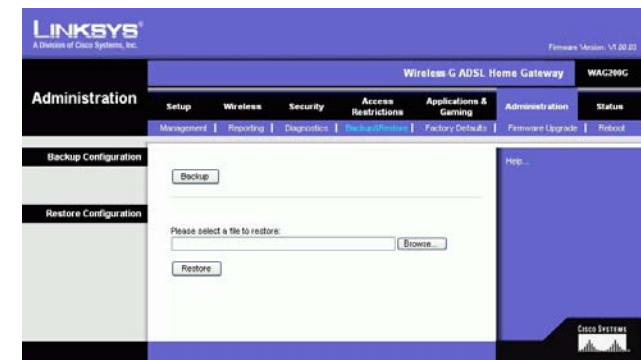 LINKSYS®
A Division of Cisco Systems, Inc.
Firmware Version: V1.00.03
Wireless-G ADSL Home Gateway WAG200G
Administration
Setup Wireless Security Access Restrictions Applications & Gaming Administration Status
Management | Reporting | Diagnostics | Backup&Restore | Factory Defaults | Firmware Upgrade | Reboot
Backup Configuration
Help...
Backup
Restore Configuration
Please select a file to restore:
Browse...
Restore
CISCO SYSTEMS